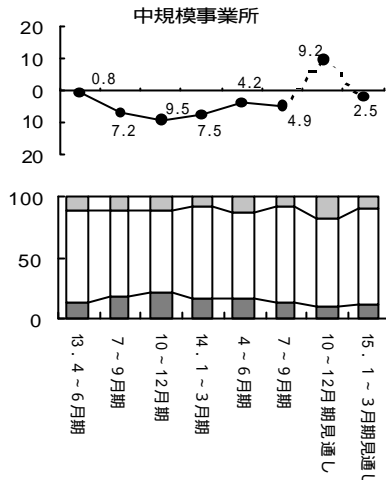 中規模事業所
20
10
0
10
20
0.8
7.2
9.5
7.5
4.2
4.9
9.2
2.5
100
50
0
13．4～6月期
7～9月期
10～12月期
14．1～3月期
4～6月期
7～9月期
10～12月期見通し
15．1～3月期見通し